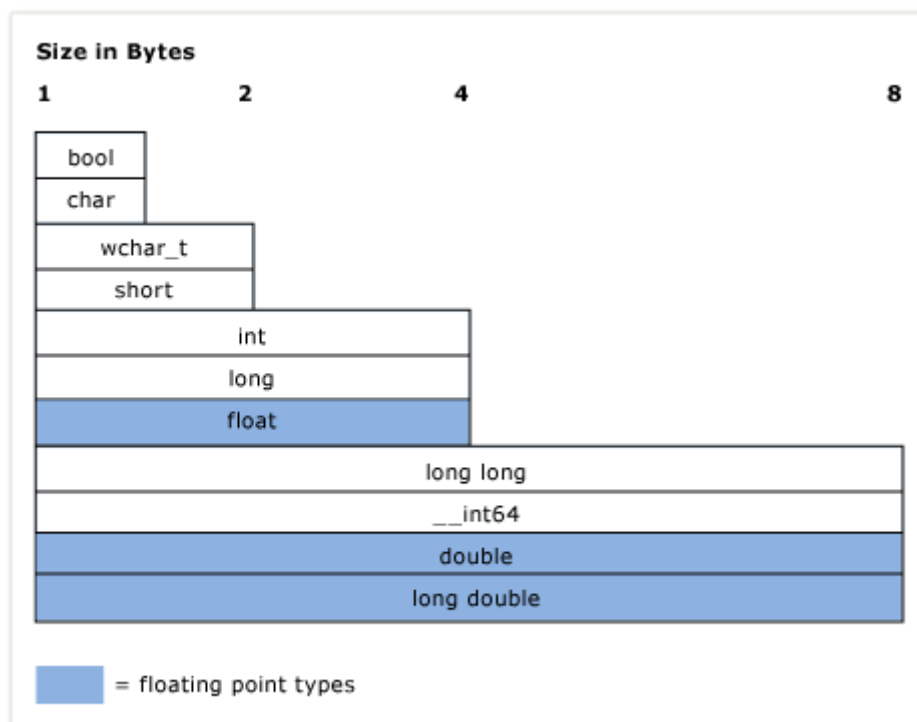 Size in Bytes
1 2 4 8
bool
char
wchar_t
short
int
long
float
long long
__int64
double
long double
= floating point types